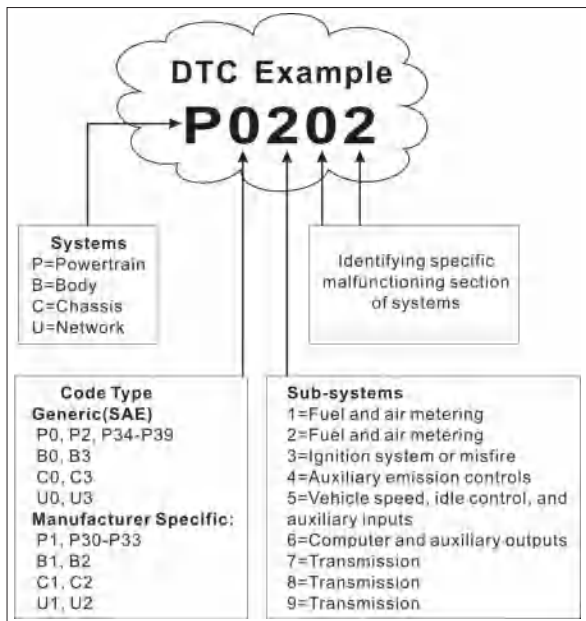 DTC Example
P0202
Systems
P=Powertrain
B=Body
C=Chassis
U=Network
Identifying specific
malfunctioning section
of systems
Code Type
Generic(SAE)
P0, P2, P34-P39
B0, B3
C0, C3
U0, U3
Manufacturer Specific:
P1, P30-P33
B1, B2
C1, C2
U1, U2
Sub-systems
1=Fuel and air metering
2=Fuel and air metering
3=Ignition system or misfire
4=Auxiliary emission controls
5=Vehicle speed, idle control, and
auxiliary inputs
6=Computer and auxiliary outputs
7=Transmission
8=Transmission
9=Transmission